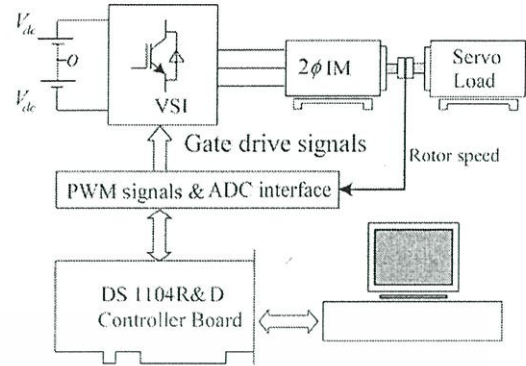 V_dc
O
V_dc
VSI
2ϕ IM
Servo
Load
Gate drive signals
Rotor speed
PWM signals & ADC interface
DS 1104R&D
Controller Board